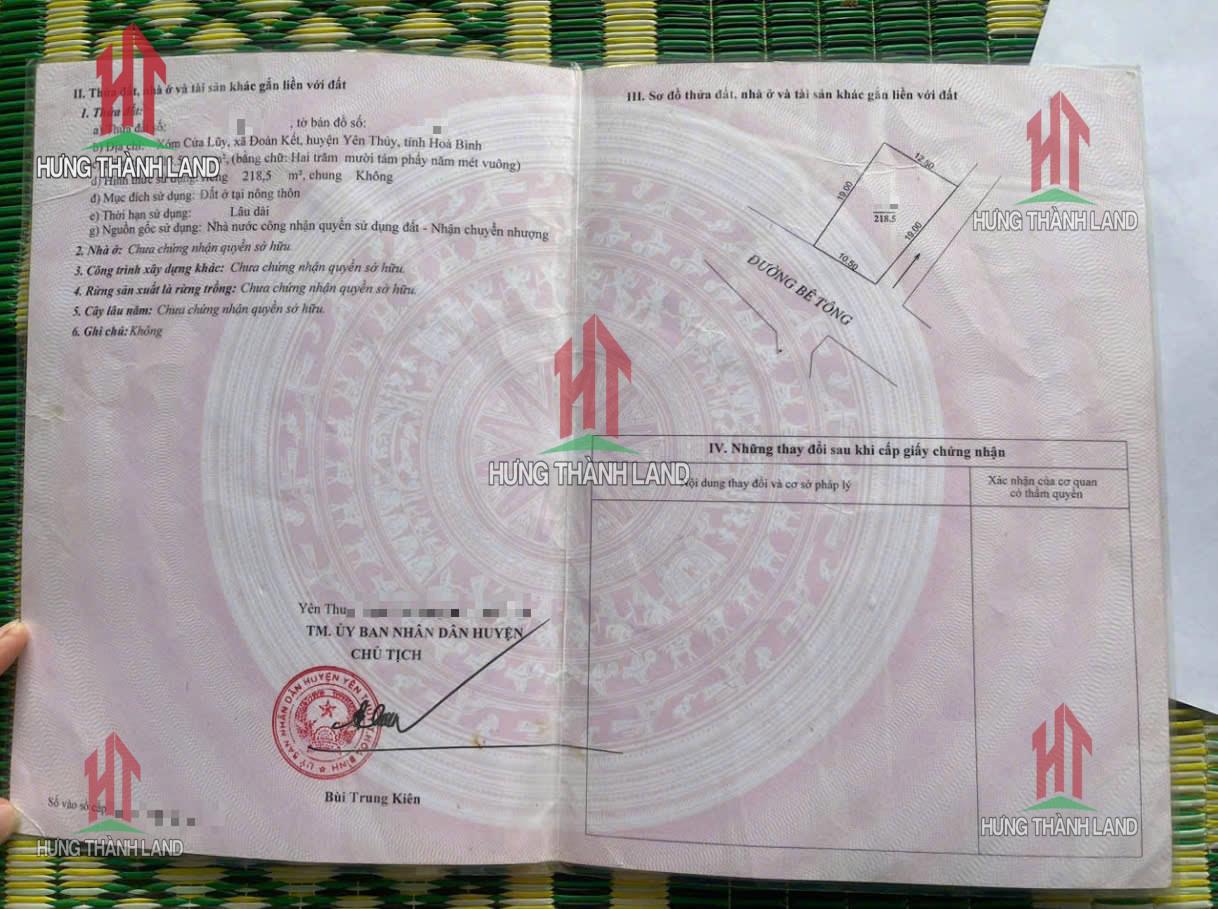 II. Thửa đất, nhà ở và tài sản khác gắn liền với đất
1. Thửa đất:
a) Thửa đất số: , tờ bản đồ số:
b) Địa chỉ: Xóm Cửa Lũy, xã Đoàn Kết, huyện Yên Thủy, tỉnh Hoà Bình
m², (bằng chữ: Hai trăm mười tám phẩy năm mét vuông)
d) Hình thức sử dụng: riêng 218,5 m², chung Không
đ) Mục đích sử dụng: Đất ở tại nông thôn
e) Thời hạn sử dụng: Lâu dài
g) Nguồn gốc sử dụng: Nhà nước công nhận quyền sử dụng đất - Nhận chuyển nhượng
2. Nhà ở: Chưa chứng nhận quyền sở hữu.
3. Công trình xây dựng khác: Chưa chứng nhận quyền sở hữu.
4. Rừng sản xuất là rừng trồng: Chưa chứng nhận quyền sở hữu.
5. Cây lâu năm: Chưa chứng nhận quyền sở hữu.
6. Ghi chú: Không
Yên Thu
TM. ỦY BAN NHÂN DÂN HUYỆN
CHỦ TỊCH
Bùi Trung Kiên
Số vào sổ cấp
III. Sơ đồ thửa đất, nhà ở và tài sản khác gắn liền với đất
12.50
19.00
218.5
19.00
10.50
ĐƯỜNG BÊ TÔNG
IV. Những thay đổi sau khi cấp giấy chứng nhận
Nội dung thay đổi và cơ sở pháp lý
Xác nhận của cơ quan
có thẩm quyền
HƯNG THÀNH LAND
HƯNG THÀNH LAND
HƯNG THÀNH LAND
HƯNG THÀNH LAND
HƯNG THÀNH LAND